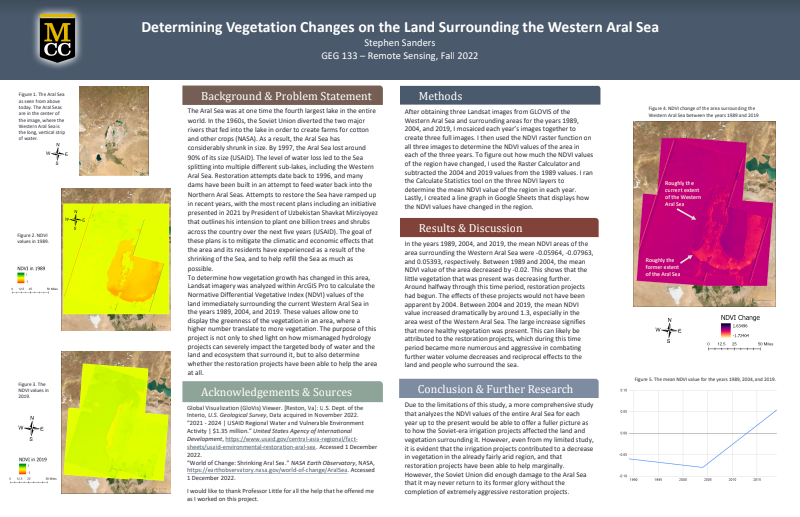 MCC
Determining Vegetation Changes on the Land Surrounding the Western Aral Sea
Stephen Sanders
GEG 133 – Remote Sensing, Fall 2022
Figure 1. The Aral Sea
as seen from above
today. The Aral Seas
are in the center of
the image, where the
Western Aral Sea is
the long, vertical strip
of water.
N
E
S
W
Figure 2. NDVI
values in 1989.
NDVI in 1989
Figure 3. The
NDVI values in
2019.
NDVI in 2019
Background & Problem Statement
The Aral Sea was at one time the fourth largest lake in the entire
world. In the 1960s, the Soviet Union diverted the two major
rivers that fed into the lake in order to create farms for cotton
and other crops (NASA). As a result, the Aral Sea has
considerably shrunk in size. By 1997, the Aral Sea lost around
90% of its size (USAID). The level of water loss led to the Sea
splitting into multiple different sub-lakes, including the Western
Aral Sea. Restoration attempts date back to 1996, and many
dams have been built in an attempt to feed water back into the
Northern Aral Sea. Attempts to restore the Sea have ramped up
in recent years, with the most recent plans including an initiative
presented in 2021 by President of Uzbekistan Shavkat Mirziyoyez
that outlines his intension to plant one billion trees and shrubs
across the country over the next five years (USAID). The goal of
these plans is to mitigate the climatic and economic effects that
the area and its residents have experienced as a result of the
shrinking of the Sea, and to help refill the Sea as much as
possible.
To determine how vegetation growth has changed in this area,
Landsat imagery was analyzed within ArcGIS Pro to calculate the
Normative Differential Vegetative Index (NDVI) values of the
land immediately surrounding the current Western Aral Sea in
the years 1989, 2004, and 2019. These values allow one to
display the greenness of the vegetation in an area, where a
higher number translate to more vegetation. The purpose of this
project is not only to shed light on how mismanaged hydrology
projects can severely impact the targeted body of water and the
land and ecosystem that surround it, but to also determine
whether the restoration projects have been able to help the area
at all.
Acknowledgements & Sources
Global Visualization (GloVis) Viewer. [Reston, Va]: U.S. Dept. of the
Interio, U.S. Geological Survey, Data acquired in November 2022.
"2021 - 2024 | USAID Regional Water and Vulnerable Environment
Activity | $1.35 million." United States Agency of International
Development, https://www.usaid.gov/central-asia-regional/fact-
sheets/usaid-environmental-restoration-aral-sea. Accessed 1 December
2022.
"World of Change: Shrinking Aral Sea." NASA Earth Observatory, NASA,
https://earthobservatory.nasa.gov/world-of-change/AralSea. Accessed
1 December 2022.
I would like to thank Professor Little for all the help that he offered me
as I worked on this project.
Methods
After obtaining three Landsat images from GLOVIS of the
Western Aral Sea and surrounding areas for the years 1989,
2004, and 2019, I mosaiced each year's images together to
create three full images. I then used the NDVI raster function on
all three images to determine the NDVI values of the area in
each of the three years. To figure out how much the NDVI values
of the region have changed, I used the Raster Calculator and
subtracted the 2004 and 2019 values from the 1989 values. I ran
the Calculate Statistics tool on the three NDVI layers to
determine the mean NDVI value of the region in each year.
Lastly, I created a line graph in Google Sheets that displays how
the NDVI values have changed in the region.
Results & Discussion
In the years 1989, 2004, and 2019, the mean NDVI areas of the
area surrounding the Western Aral Sea were -0.05964, -0.07963,
and 0.05393, respectively. Between 1989 and 2004, the mean
NDVI value of the area decreased by -0.02. This shows that the
little vegetation that was present was decreasing further.
Around halfway through this time period, restoration projects
had begun. The effects of these projects would not have been
apparent by 2004. Between 2004 and 2019, the mean NDVI
value increased dramatically by around 1.3, especially in the
area west of the Western Aral Sea. The large increase signifies
that more healthy vegetation was present. This can likely be
attributed to the restoration projects, which during this time
period became more numerous and aggressive in combating
further water volume decreases and reciprocal effects to the
land and people who surround the sea.
Conclusion & Further Research
Due to the limitations of this study, a more comprehensive study
that analyzes the NDVI values of the entire Aral Sea for each
year up to the present would be able to offer a fuller picture as
to how the Soviet-era irrigation projects affected the land and
vegetation surrounding it. However, even from my limited study,
it is evident that the irrigation projects contributed to a decrease
in vegetation in the already fairly arid region, and that
restoration projects have been able to help marginally.
However, the Soviet Union did enough damage to the Aral Sea
that it may never return to its former glory without the
completion of extremely aggressive restoration projects.
Figure 4. NDVI change of the area surrounding the
Western Aral Sea between the years 1989 and 2019
Roughly the
current extent
of the Western
Aral Sea
Roughly the
former extent
of the Aral Sea
N
E
S
W
NDVI Change
0 12.5 25 50 Miles
Figure 5. The mean NDVI value for the years 1989, 2004, and 2019.
0.10
0.05
0.00
-0.05
-0.10
1990 1995 2000 2005 2010 2015